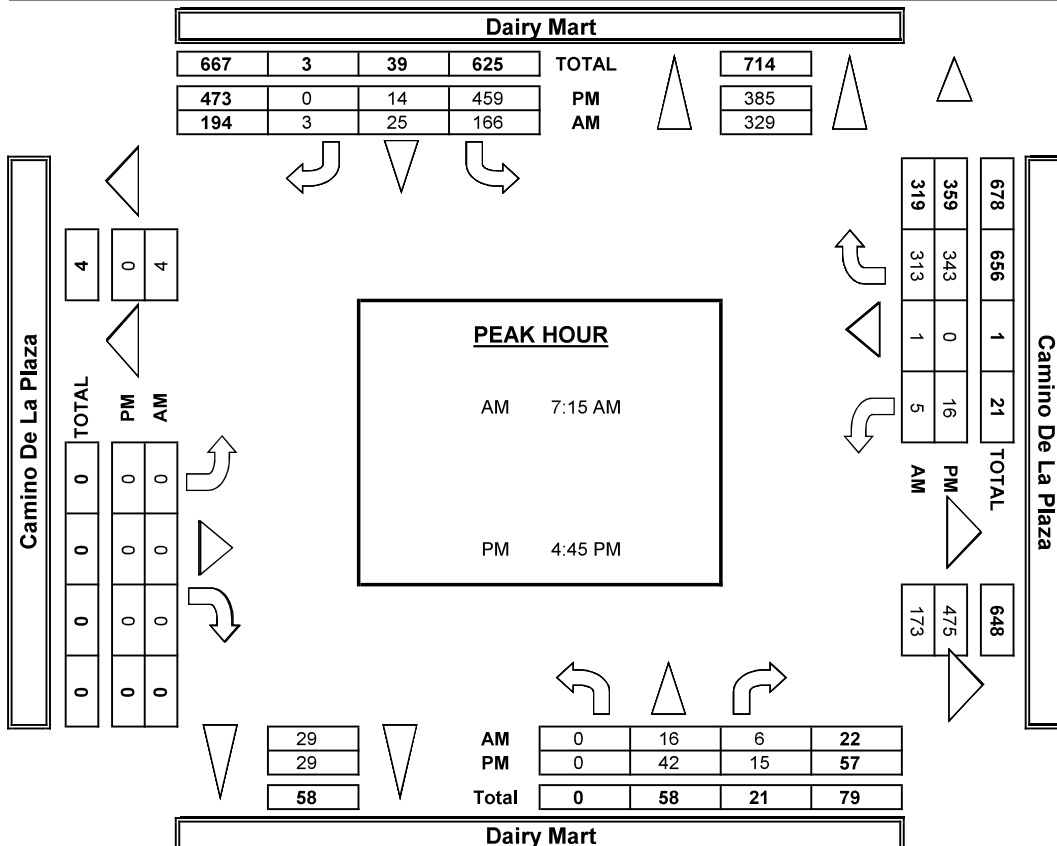 Dairy Mart
667 3 39 625 TOTAL 714
473 0 14 459 PM 385
194 3 25 166 AM 329
Camino De La Plaza
4 0 4
TOTAL PM AM
0 0 0
0 0 0
0 0 0
0 0 0
PEAK HOUR
AM 7:15 AM
PM 4:45 PM
319 359 678
313 343 656
1 0 1
5 16 21
AM PM TOTAL
173 475 648
Camino De La Plaza
29 AM 0 16 6 22
29 PM 0 42 15 57
58 Total 0 58 21 79
Dairy Mart